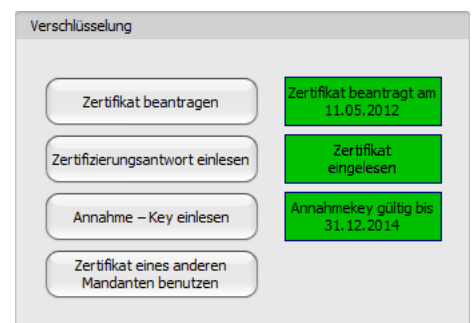 Verschlüsselung
Zertifikat beantragen
Zertifikat beantragt am
11.05.2012
Zertifizierungsantwort einlesen
Zertifikat
eingelesen
Annahme – Key einlesen
Annahmekey gültig bis
31.12.2014
Zertifikat eines anderen
Mandanten benutzen